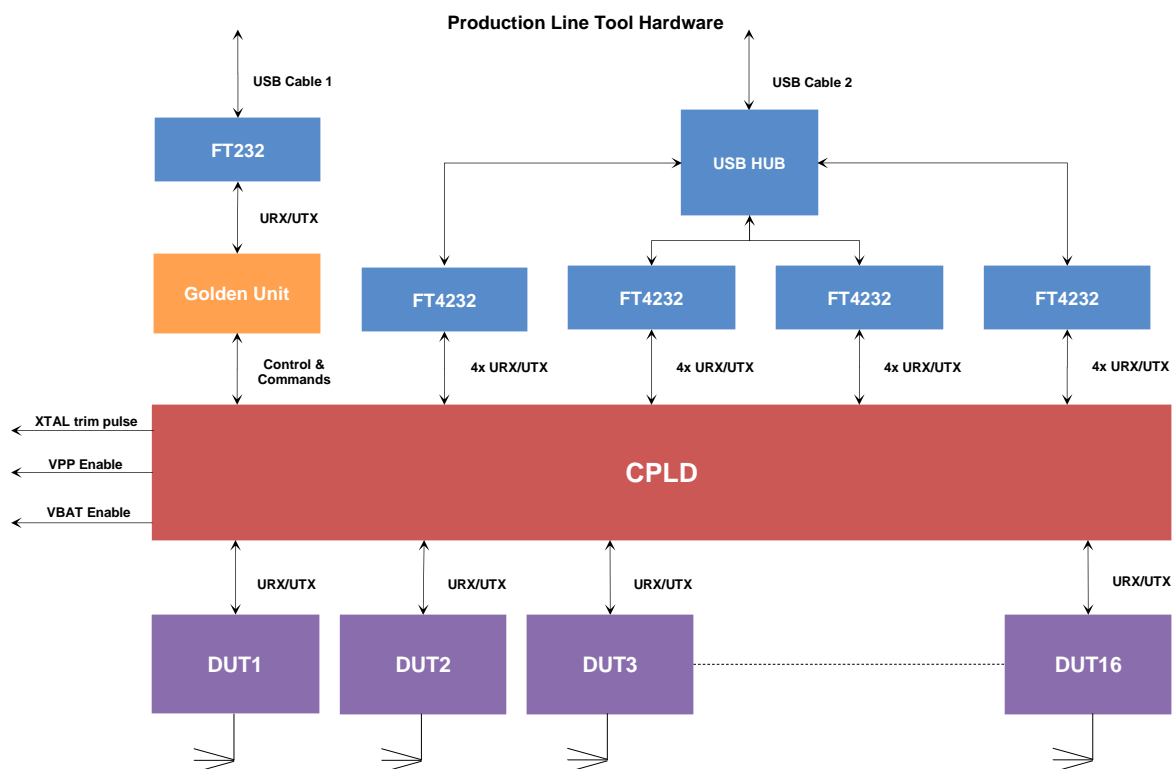 Production Line Tool Hardware
USB Cable 1
USB Cable 2
FT232
USB HUB
URX/UTX
Golden Unit
FT4232
FT4232
FT4232
FT4232
Control &
Commands
4x URX/UTX
4x URX/UTX
4x URX/UTX
4x URX/UTX
XTAL trim pulse
VPP Enable
VBAT Enable
CPLD
URX/UTX
URX/UTX
URX/UTX
URX/UTX
DUT1
DUT2
DUT3
DUT16